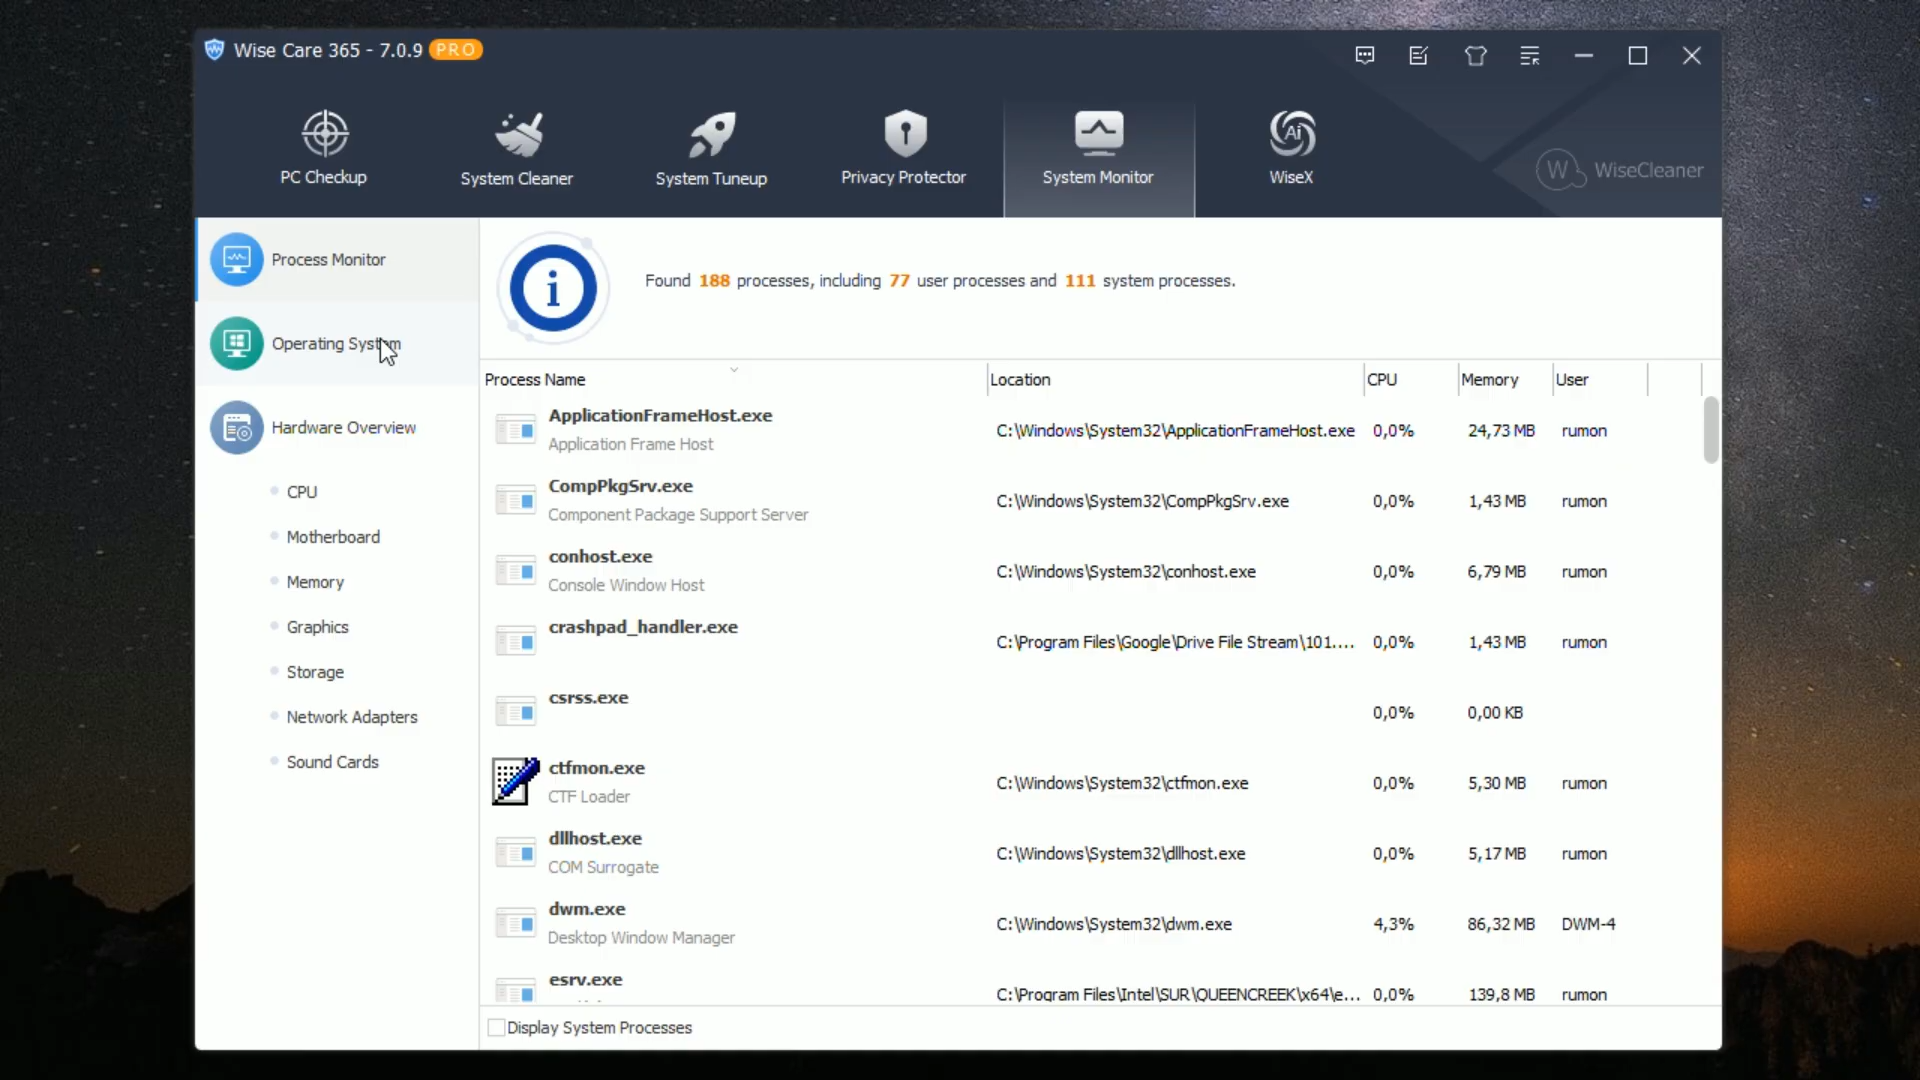 Wise Care 365 - 7.0.9 PRO
PC Checkup
System Cleaner
System Tuneup
Privacy Protector
System Monitor
Ai
WiseX
W WiseCleaner
Process Monitor
Operating System
Hardware Overview
CPU
Motherboard
Memory
Graphics
Storage
Network Adapters
Sound Cards
i
Found 188 processes, including 77 user processes and 111 system processes.
Process Name Location CPU Memory User
ApplicationFrameHost.exe
Application Frame Host
C:\Windows\System32\ApplicationFrameHost.exe 0,0% 24,73 MB rumon
CompPkgSrv.exe
Component Package Support Server
C:\Windows\System32\CompPkgSrv.exe 0,0% 1,43 MB rumon
conhost.exe
Console Window Host
C:\Windows\System32\conhost.exe 0,0% 6,79 MB rumon
crashpad_handler.exe
C:\Program Files\Google\Drive File Stream\101.... 0,0% 1,43 MB rumon
csrss.exe
0,0% 0,00 KB
ctfmon.exe
CTF Loader
C:\Windows\System32\ctfmon.exe 0,0% 5,30 MB rumon
dllhost.exe
COM Surrogate
C:\Windows\System32\dllhost.exe 0,0% 5,17 MB rumon
dwm.exe
Desktop Window Manager
C:\Windows\System32\dwm.exe 4,3% 86,32 MB DWM-4
esrv.exe
C:\Program Files\Intel\SUR\QUEENCREEK\x64\e... 0,0% 139,8 MB rumon
Display System Processes